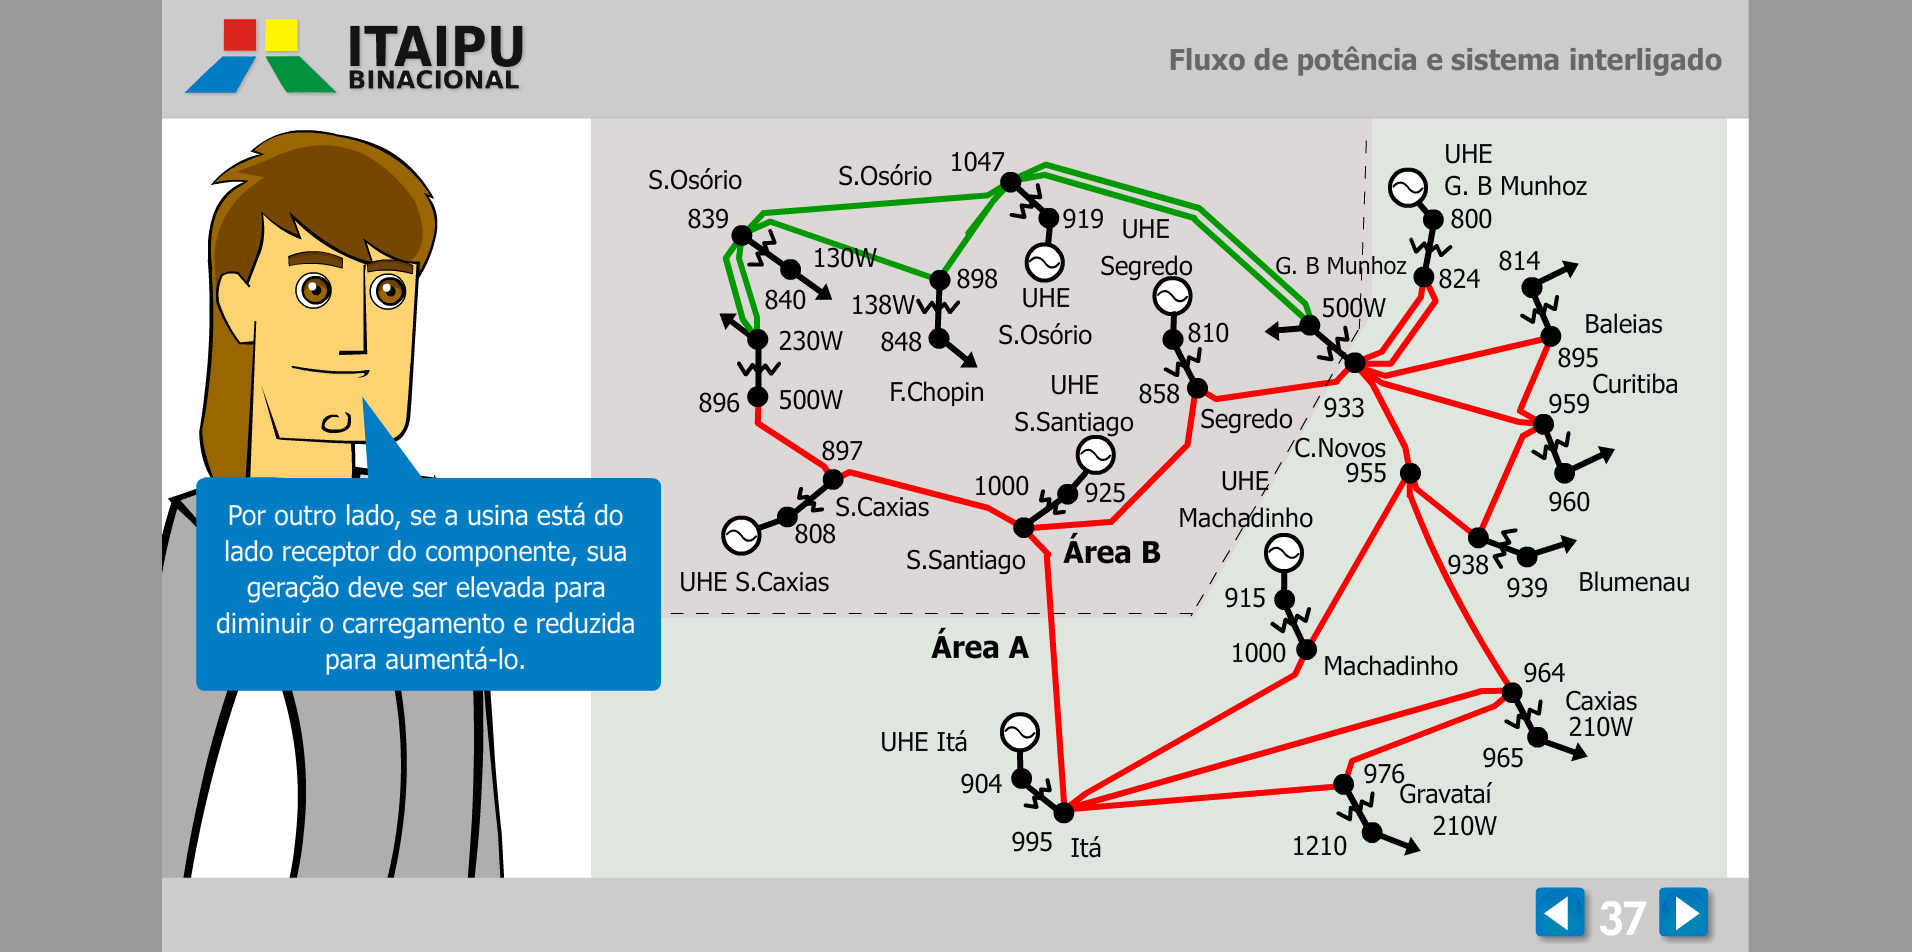 ITAIPU
BINACIONAL
Fluxo de potência e sistema interligado
UHE
G. B Munhoz
800
824
S.Osório
839
S.Osório
1047
919
UHE
S.Osório
UHE
Segredo
810
858
Segredo
G. B Munhoz
500W
814
Baleias
895
Curitiba
959
960
130W
840
898
138W
848
F.Chopin
230W
896
500W
933
C.Novos
955
897
S.Caxias
808
UHE S.Caxias
UHE
S.Santiago
1000
925
S.Santiago
Área B
UHE
Machadinho
915
1000
Machadinho
938
939
Blumenau
Por outro lado, se a usina está do
lado receptor do componente, sua
geração deve ser elevada para
diminuir o carregamento e reduzida
para aumentá-lo.
Área A
UHE Itá
904
995
Itá
964
Caxias
210W
965
976
Gravataí
210W
1210
37